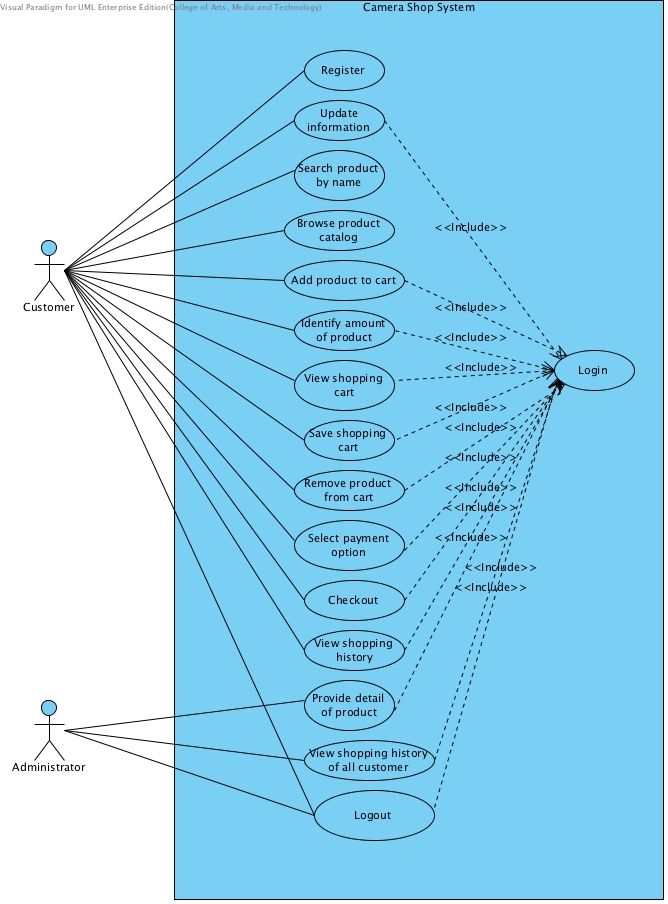 Visual Paradigm for UML Enterprise Edition(College of Arts, Media and Technology)
Camera Shop System
Register
Update
information
Search product
by name
Browse product
catalog
<<Include>>
Customer
Add product to cart
<<Include>>
Identify amount
of product
<<Include>>
View shopping
cart
<<Include>>
Login
Save shopping
cart
<<Include>>
<<Include>>
Remove product
from cart
<<Include>>
<<Include>>
<<Include>>
Select payment
option
<<Include>>
Checkout
<<Include>>
<<Include>>
View shopping
history
Provide detail
of product
Administrator
View shopping history
of all customer
Logout